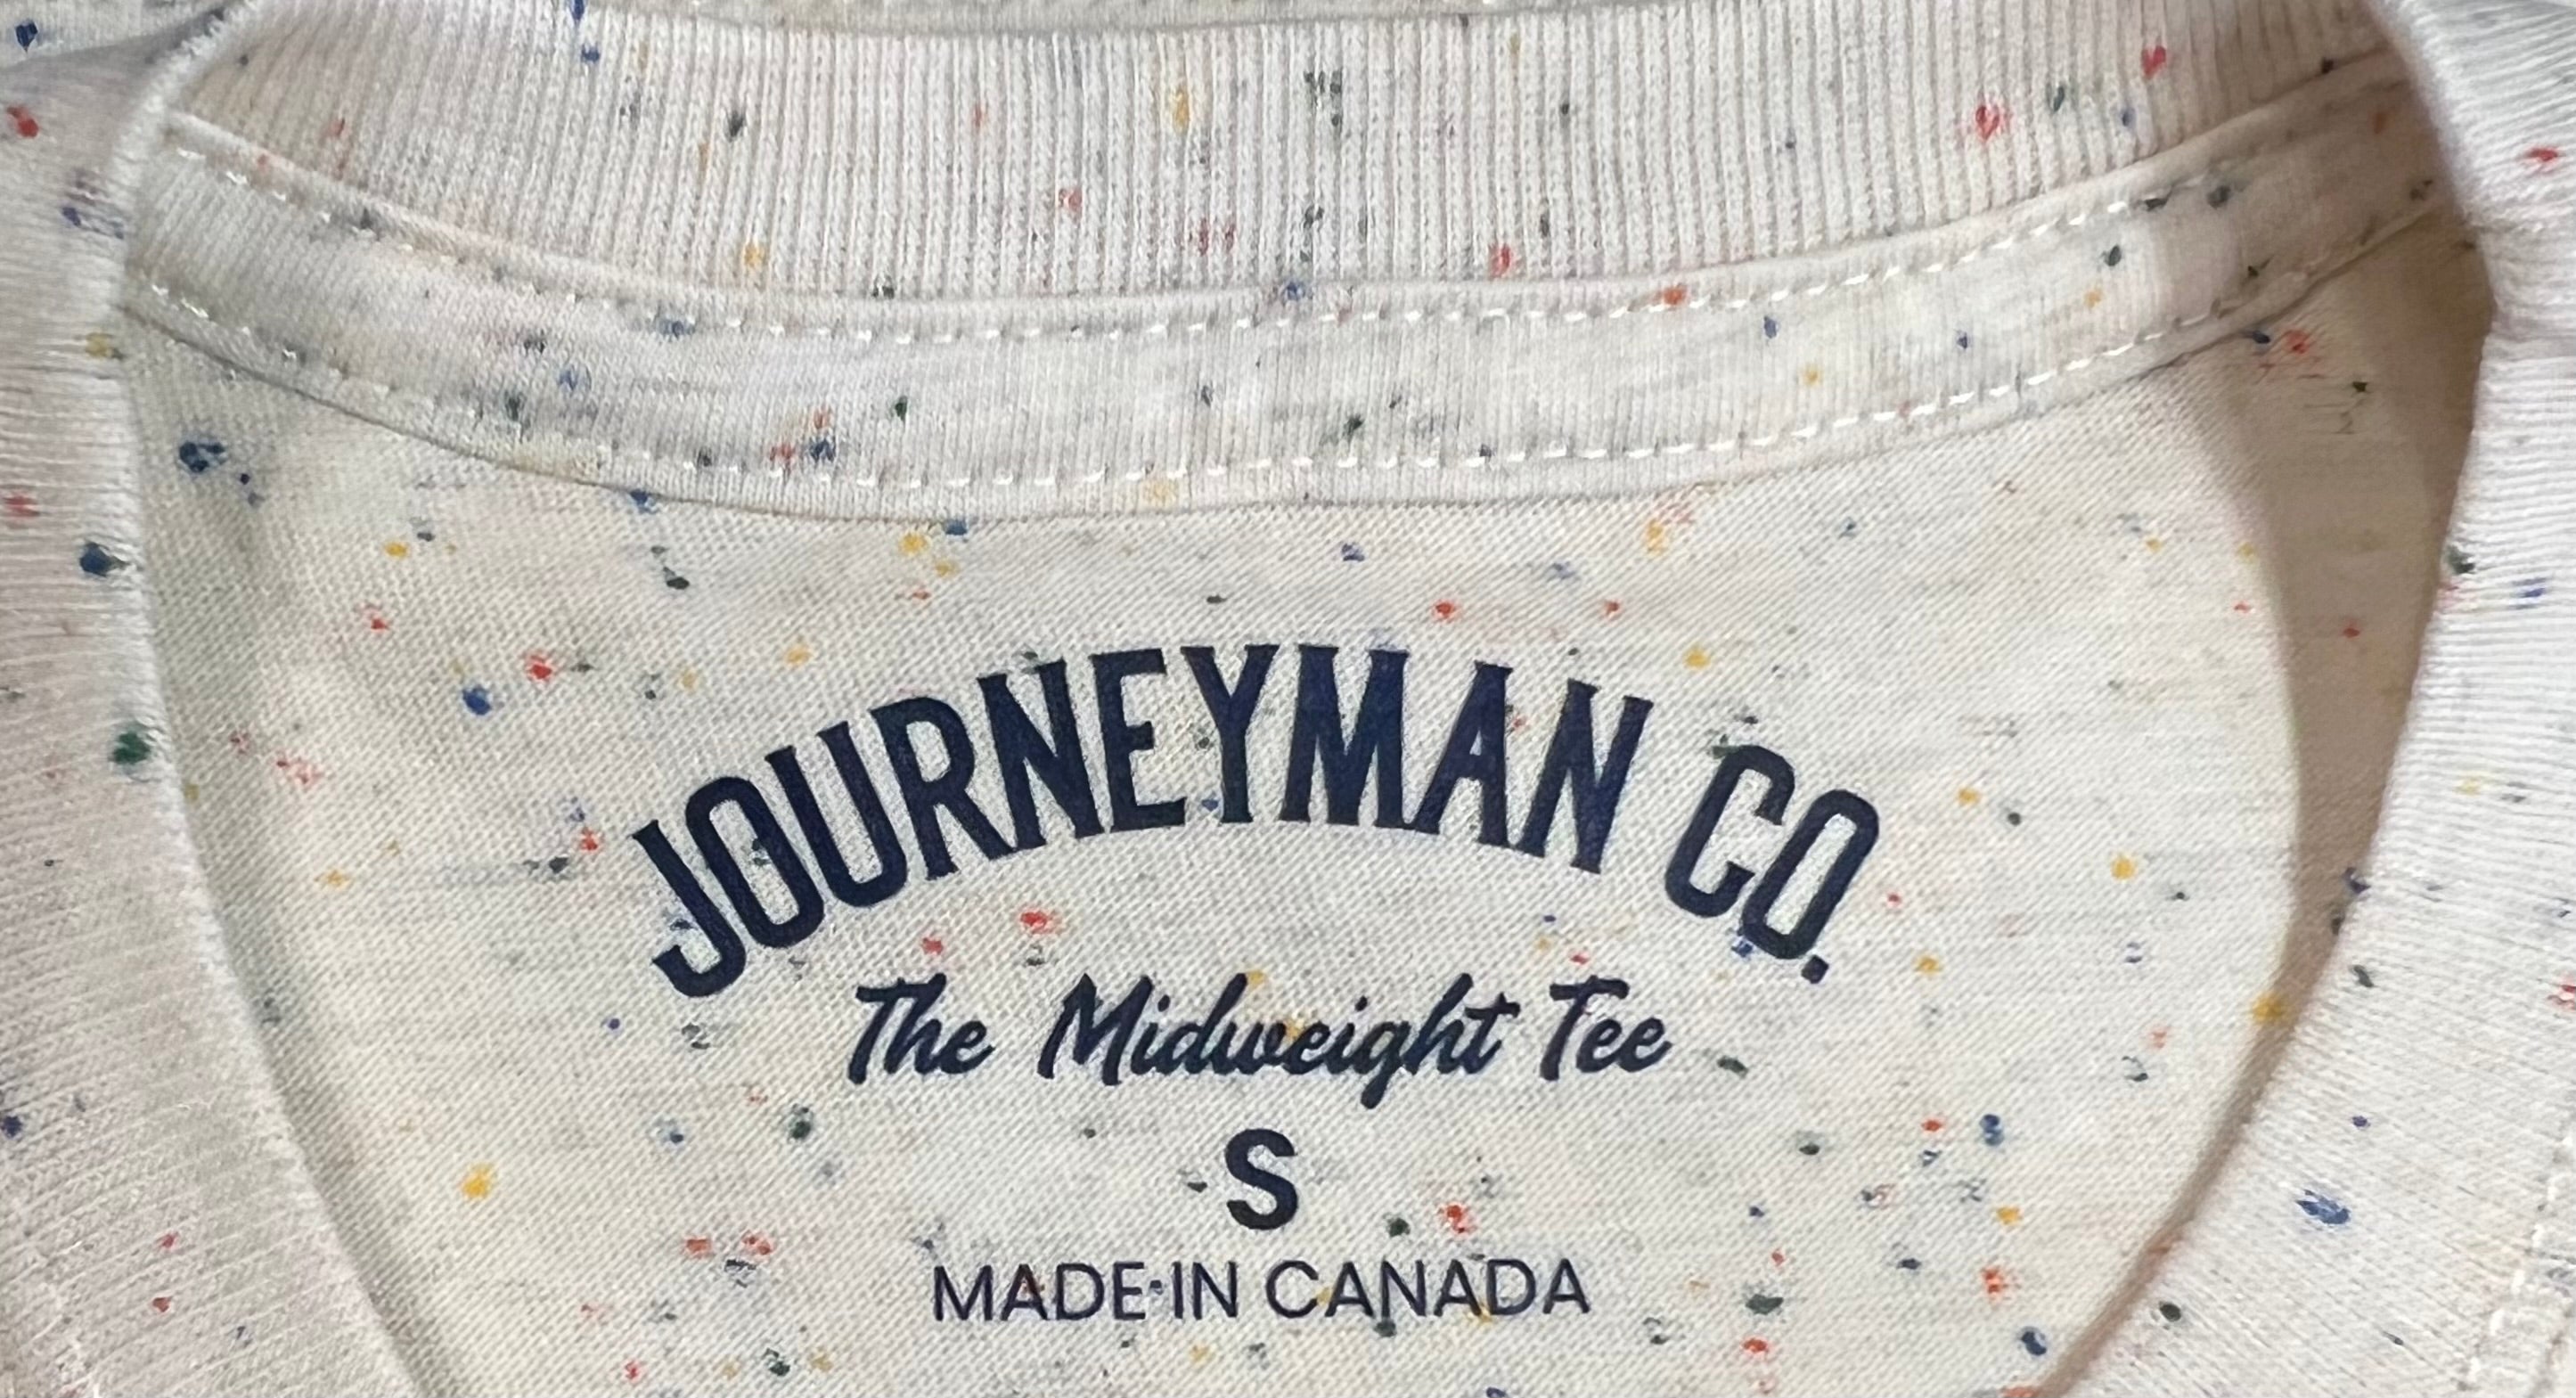 JOURNEYMAN CO.
The Midweight Tee
S
MADE IN CANADA